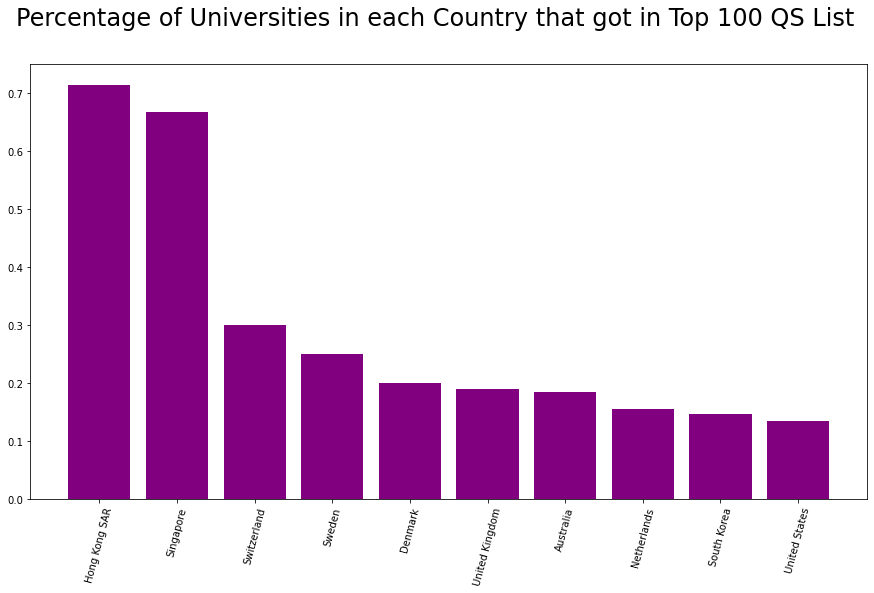 Percentage of Universities in each Country that got in Top 100 QS List
0.7
0.6
0.5
0.4
0.3
0.2
0.1
0.0
Hong Kong SAR
Singapore
Switzerland
Sweden
Denmark
United Kingdom
Australia
Netherlands
South Korea
United States